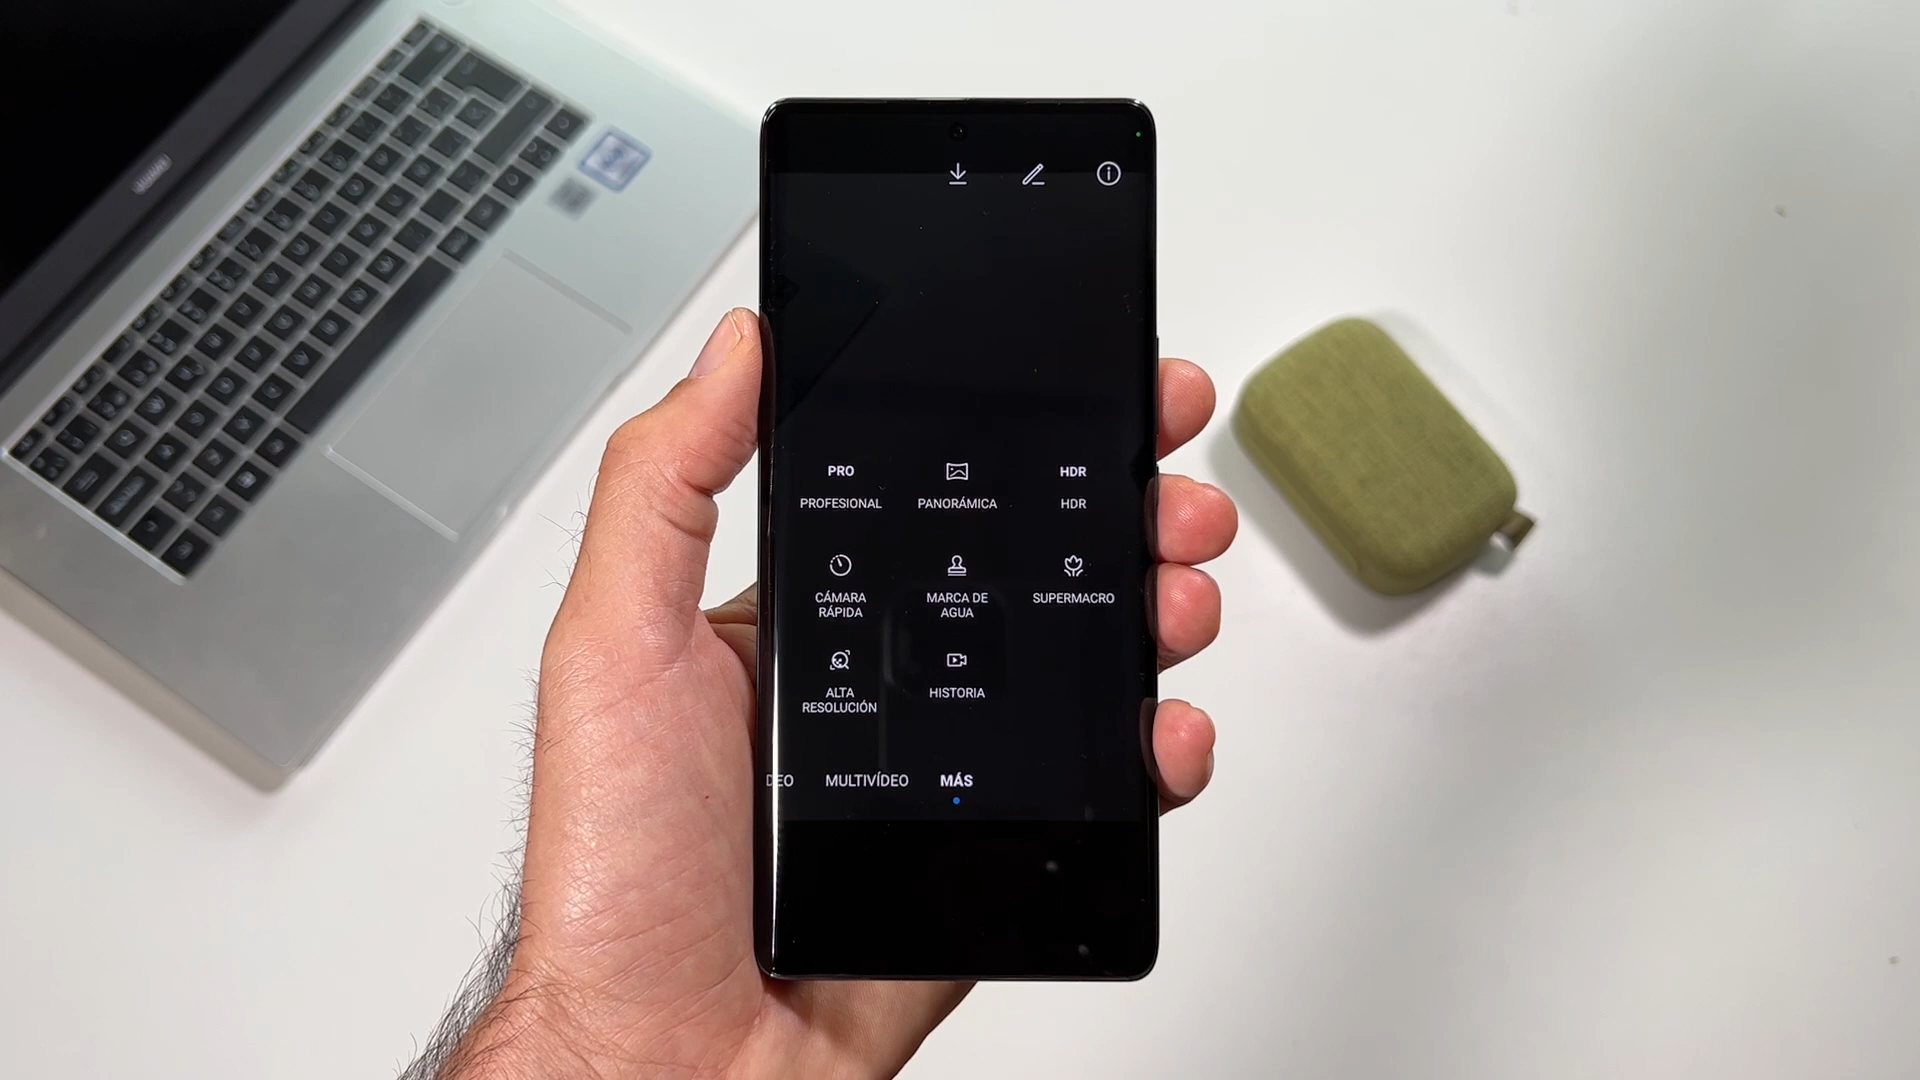 PRO
HDR
PROFESIONAL
PANORÁMICA
HDR
CÁMARA
RÁPIDA
MARCA DE
AGUA
SUPERMACRO
ALTA
RESOLUCIÓN
HISTORIA
DEO
MULTIVÍDEO
MÁS